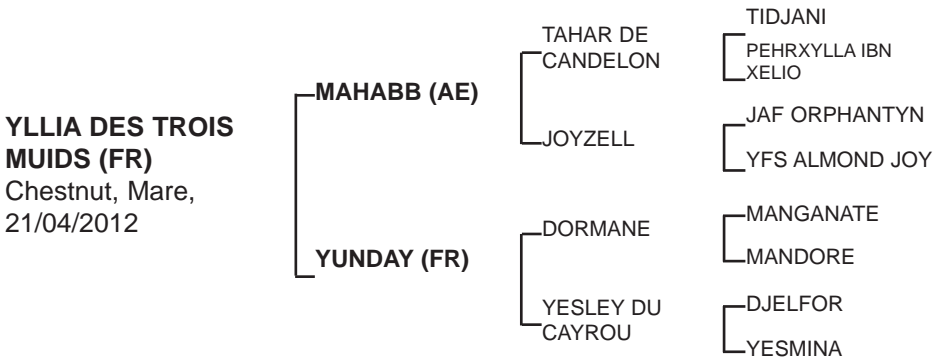 YLLIA DES TROIS
MUIDS (FR)
Chestnut, Mare,
21/04/2012
MAHABB (AE)
YUNDAY (FR)
TAHAR DE
CANDELON
JOYZELL
DORMANE
YESLEY DU
CAYROU
TIDJANI
PEHRXYLLA IBN
XELIO
JAF ORPHANTYN
YFS ALMOND JOY
MANGANATE
MANDORE
DJELFOR
YESMINA